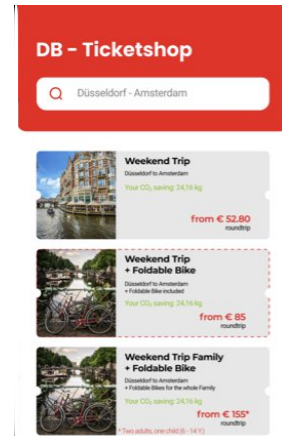 DB - Ticketshop
Düsseldorf - Amsterdam
Weekend Trip
Düsseldorf to Amsterdam
Your CO₂ saving: 24,16 kg
from € 52.80
roundtrip
Weekend Trip
+ Foldable Bike
Düsseldorf to Amsterdam
+ Foldable Bike included
Your CO₂ saving: 24,16 kg
from € 85
roundtrip
Weekend Trip Family
+ Foldable Bike
Düsseldorf to Amsterdam
+ Foldable Bikes for the whole Family
Your CO₂ saving: 24,16 kg
from € 155*
roundtrip
* Two adults, one child (6 - 14 Y.)